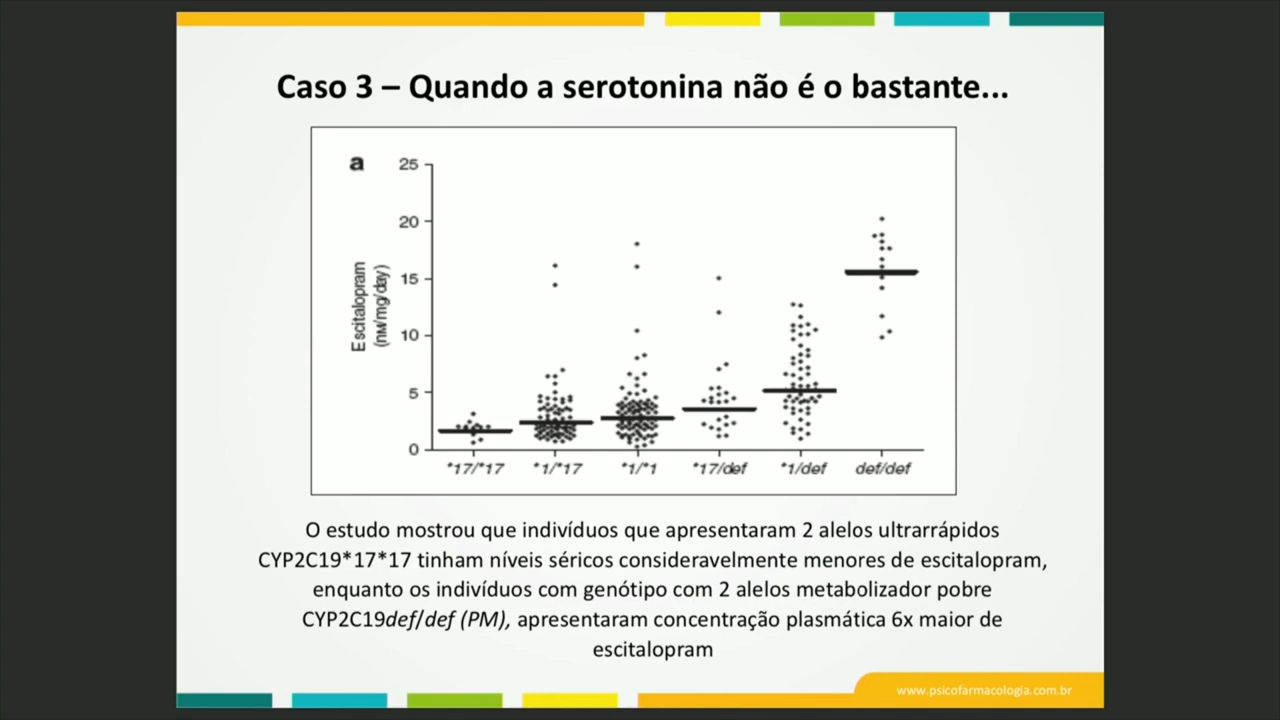 Caso 3 – Quando a serotonina não é o bastante...
a
25
20
15
10
5
0
Escitalopram
(nM/mg/day)
*17/*17 *1/*17 *1/*1 *17/def *1/def def/def
O estudo mostrou que indivíduos que apresentaram 2 alelos ultrarrápidos
CYP2C19*17*17 tinham níveis séricos consideravelmente menores de escitalopram,
enquanto os indivíduos com genótipo com 2 alelos metabolizador pobre
CYP2C19def/def (PM), apresentaram concentração plasmática 6x maior de
escitalopram
www.psicofarmacologia.com.br